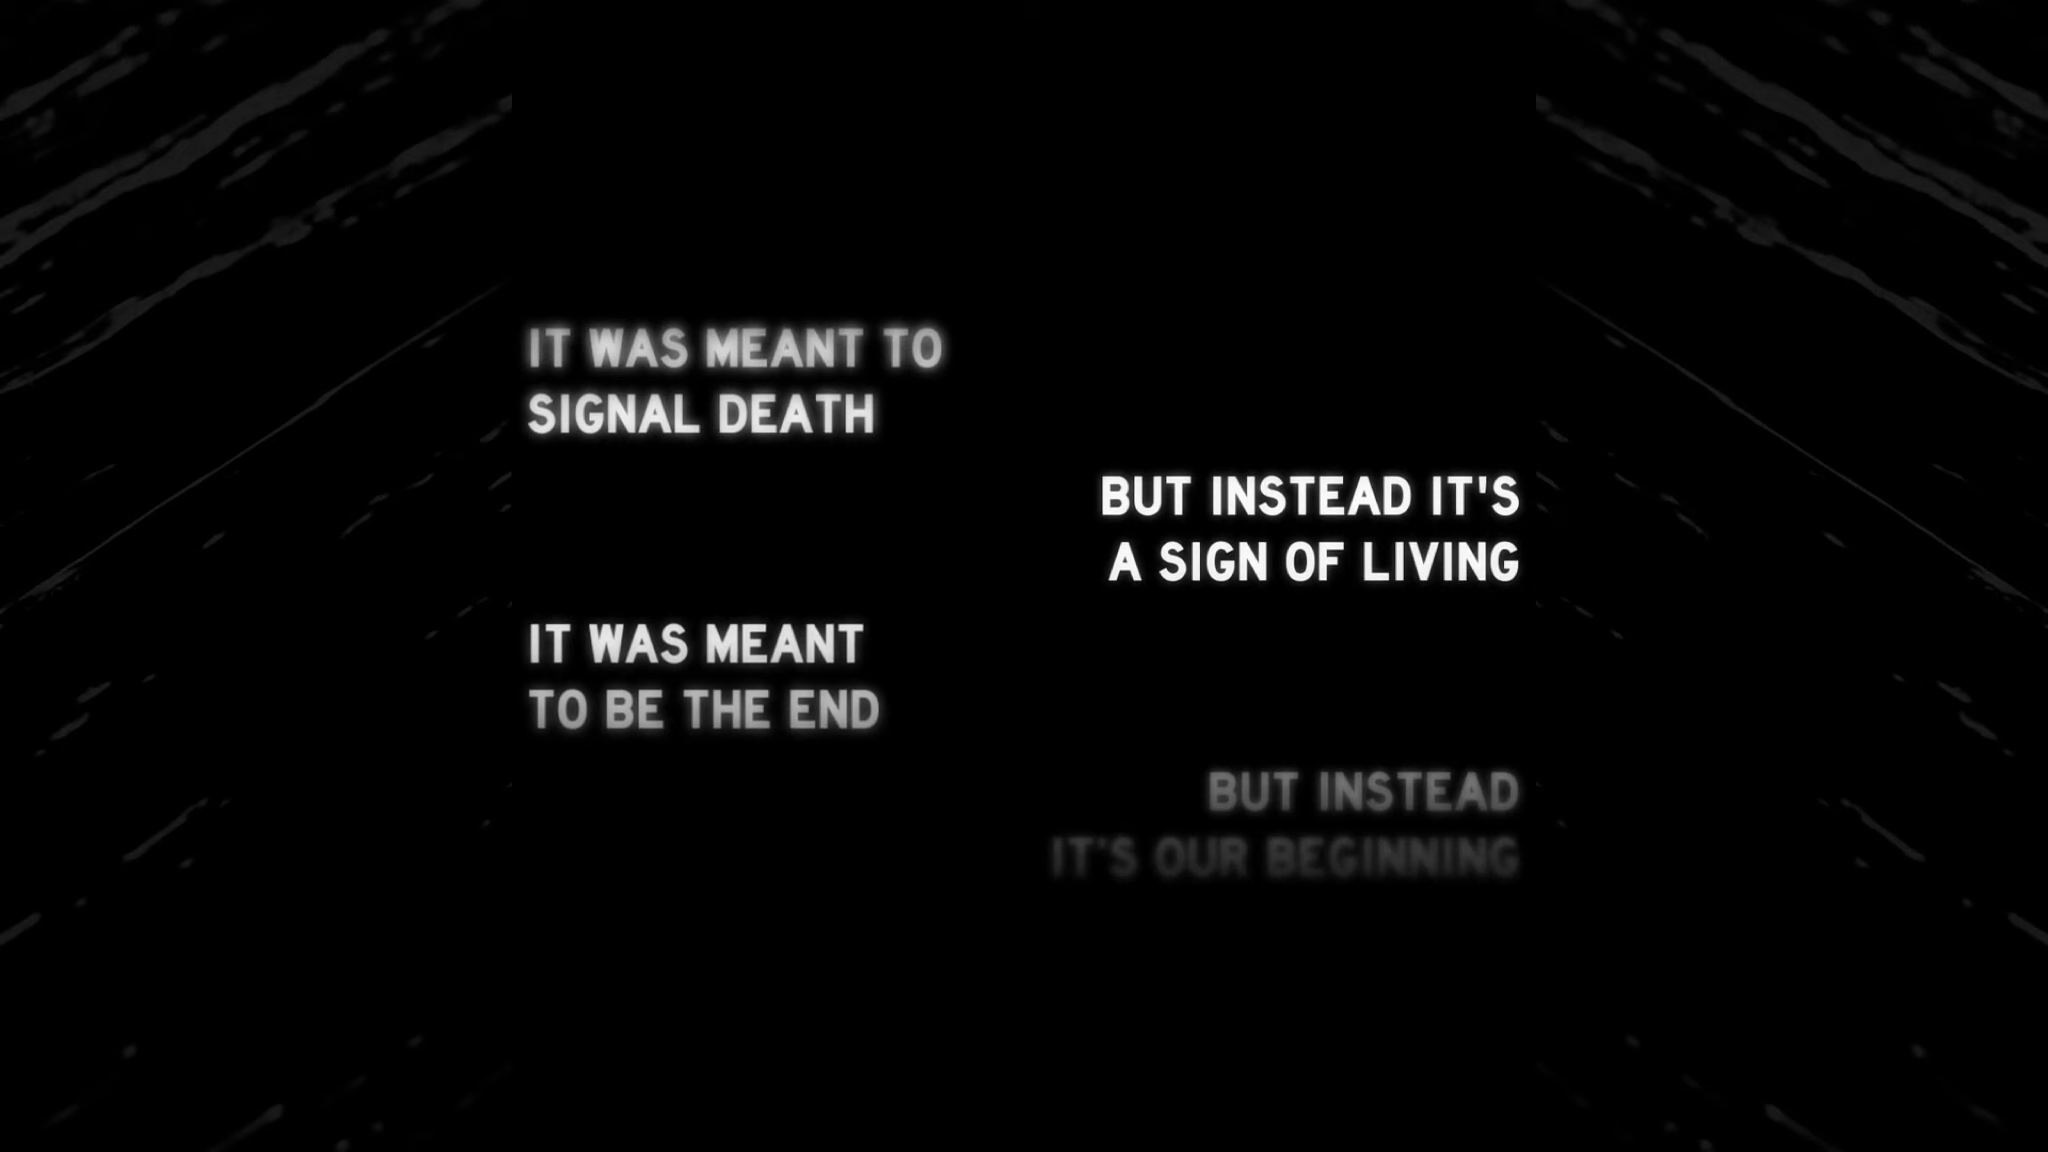 IT WAS MEANT TO
SIGNAL DEATH
BUT INSTEAD IT'S
A SIGN OF LIVING
IT WAS MEANT
TO BE THE END
BUT INSTEAD
IT'S OUR BEGINNING